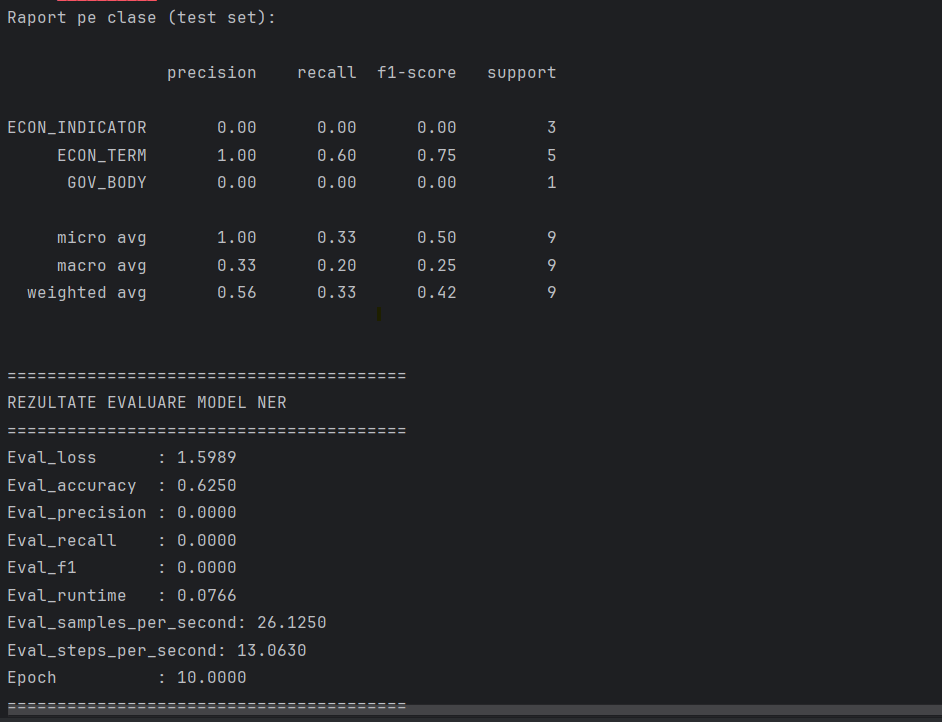 Raport pe clase (test set):
precision recall f1-score support
ECON_INDICATOR 0.00 0.00 0.00 3
ECON_TERM 1.00 0.60 0.75 5
GOV_BODY 0.00 0.00 0.00 1
micro avg 1.00 0.33 0.50 9
macro avg 0.33 0.20 0.25 9
weighted avg 0.56 0.33 0.42 9
========================================
REZULTATE EVALUARE MODEL NER
========================================
Eval_loss : 1.5989
Eval_accuracy : 0.6250
Eval_precision : 0.0000
Eval_recall : 0.0000
Eval_f1 : 0.0000
Eval_runtime : 0.0766
Eval_samples_per_second: 26.1250
Eval_steps_per_second: 13.0630
Epoch : 10.0000
========================================